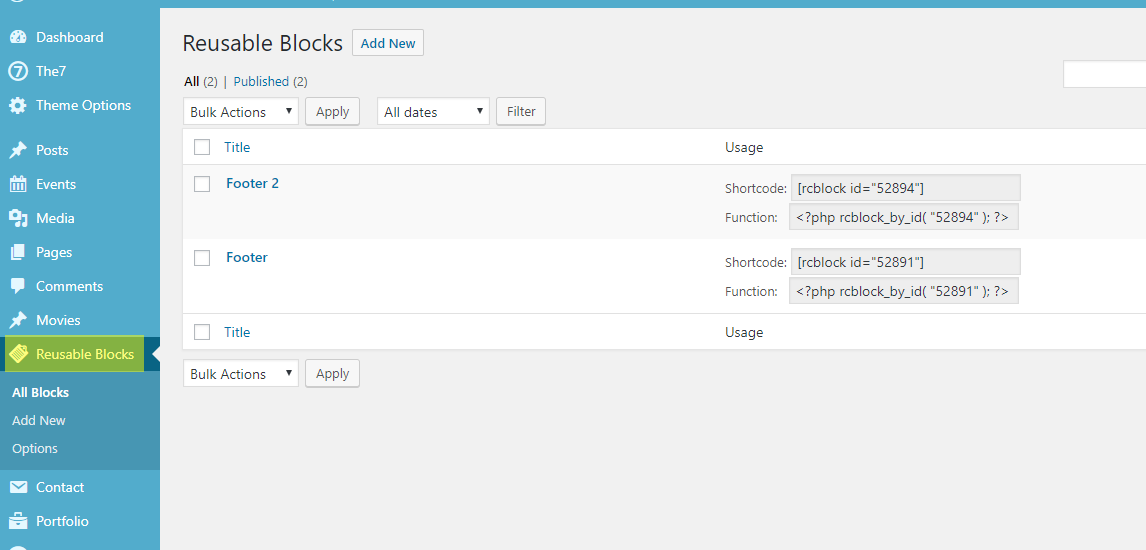 Dashboard
The7
Theme Options
Posts
Events
Media
Pages
Comments
Movies
Reusable Blocks
All Blocks
Add New
Options
Contact
Portfolio
Reusable Blocks Add New
All (2) | Published (2)
Bulk Actions Apply All dates Filter
Title Usage
Footer 2 Shortcode: [rcblock id="52894"]
Function: <?php rcblock_by_id( "52894" ); ?>
Footer Shortcode: [rcblock id="52891"]
Function: <?php rcblock_by_id( "52891" ); ?>
Title Usage
Bulk Actions Apply